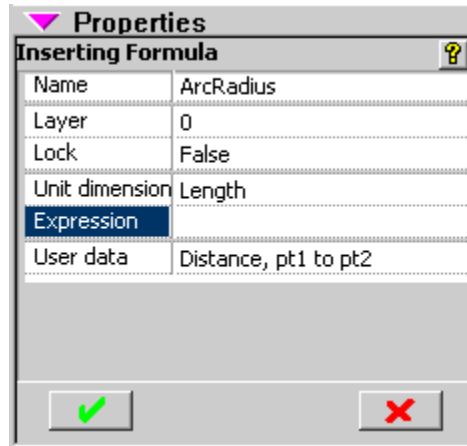 Properties
Inserting Formula ?
Name ArcRadius
Layer 0
Lock False
Unit dimension Length
Expression
User data Distance, pt1 to pt2